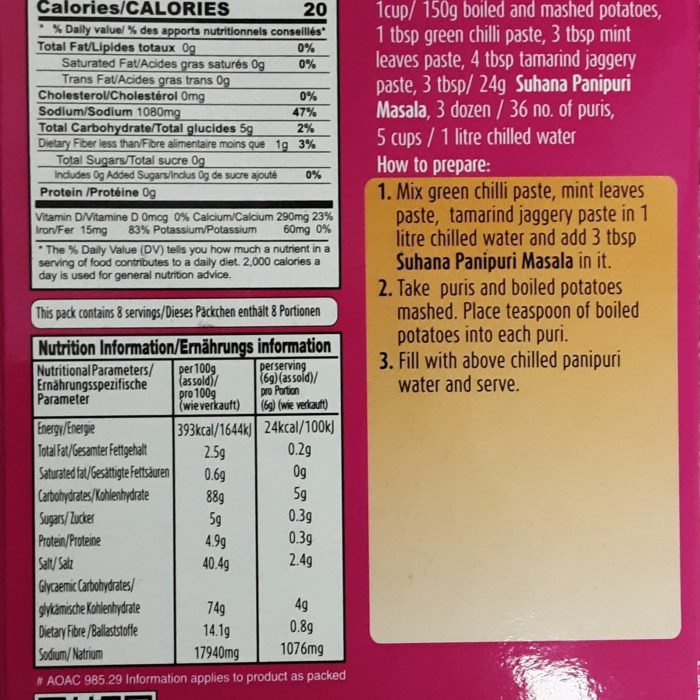 Calories/CALORIES 20
* % Daily value/ % des apports nutritionnels conseillés*
Total Fat/Lipides totaux 0g 0%
Saturated Fat/Acides gras saturés 0g 0%
Trans Fat/Acides gras trans 0g
Cholesterol/Cholestérol 0mg 0%
Sodium/Sodium 1080mg 47%
Total Carbohydrate/Total glucides 5g 2%
Dietary Fiber less than/Fibre alimentaire moins que 1g 3%
Total Sugars/Total sucre 0g
Includes 0g Added Sugars/Inclus 0g de sucre ajouté 0%
Protein /Protéine 0g
Vitamin D/Vitamine D 0mcg 0% Calcium/Calcium 290mg 23%
Iron/Fer 15mg 83% Potassium/Potassium 60mg 0%
* The % Daily Value (DV) tells you how much a nutrient in a
serving of food contributes to a daily diet. 2,000 calories a
day is used for general nutrition advice.
This pack contains 8 servings/Dieses Päckchen enthält 8 Portionen
Nutrition Information/Ernährungs information
Nutritional Parameters/
Ernährungsspezifische
Parameter
per 100g
(as sold)/
pro 100g
(wie verkauft)
per serving
(6g) (as sold)/
pro Portion
(6g) (wie verkauft)
Energy/Energie 393kcal/1644kJ 24kcal/100kJ
Total Fat/Gesamter Fettgehalt 2.5g 0.2g
Saturated fat/Gesättigte Fettsäuren 0.6g 0g
Carbohydrates/Kohlenhydrate 88g 5g
Sugars/ Zucker 5g 0.3g
Protein/Proteine 4.9g 0.3g
Salt/ Salz 40.4g 2.4g
Glycaemic Carbohydrates/
glykämische Kohlenhydrate 74g 4g
Dietary Fibre /Ballaststoffe 14.1g 0.8g
Sodium/ Natrium 17940mg 1076mg
# AOAC 985.29 Information applies to product as packed
1cup/ 150g boiled and mashed potatoes,
1 tbsp green chilli paste, 3 tbsp mint
leaves paste, 4 tbsp tamarind jaggery
paste, 3 tbsp/ 24g Suhana Panipuri
Masala, 3 dozen / 36 no. of puris,
5 cups / 1 litre chilled water
How to prepare:
1. Mix green chilli paste, mint leaves
paste, tamarind jaggery paste in 1
litre chilled water and add 3 tbsp
Suhana Panipuri Masala in it.
2. Take puris and boiled potatoes
mashed. Place teaspoon of boiled
potatoes into each puri.
3. Fill with above chilled panipuri
water and serve.